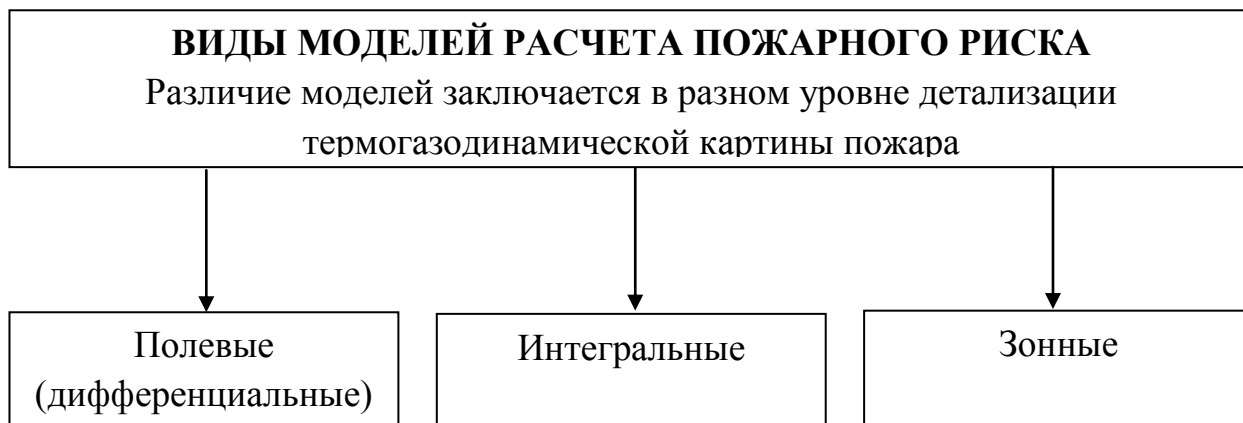 ВИДЫ МОДЕЛЕЙ РАСЧЕТА ПОЖАРНОГО РИСКА
Различие моделей заключается в разном уровне детализации
термогазодинамической картины пожара
Полевые
(дифференциальные)
Интегральные
Зонные